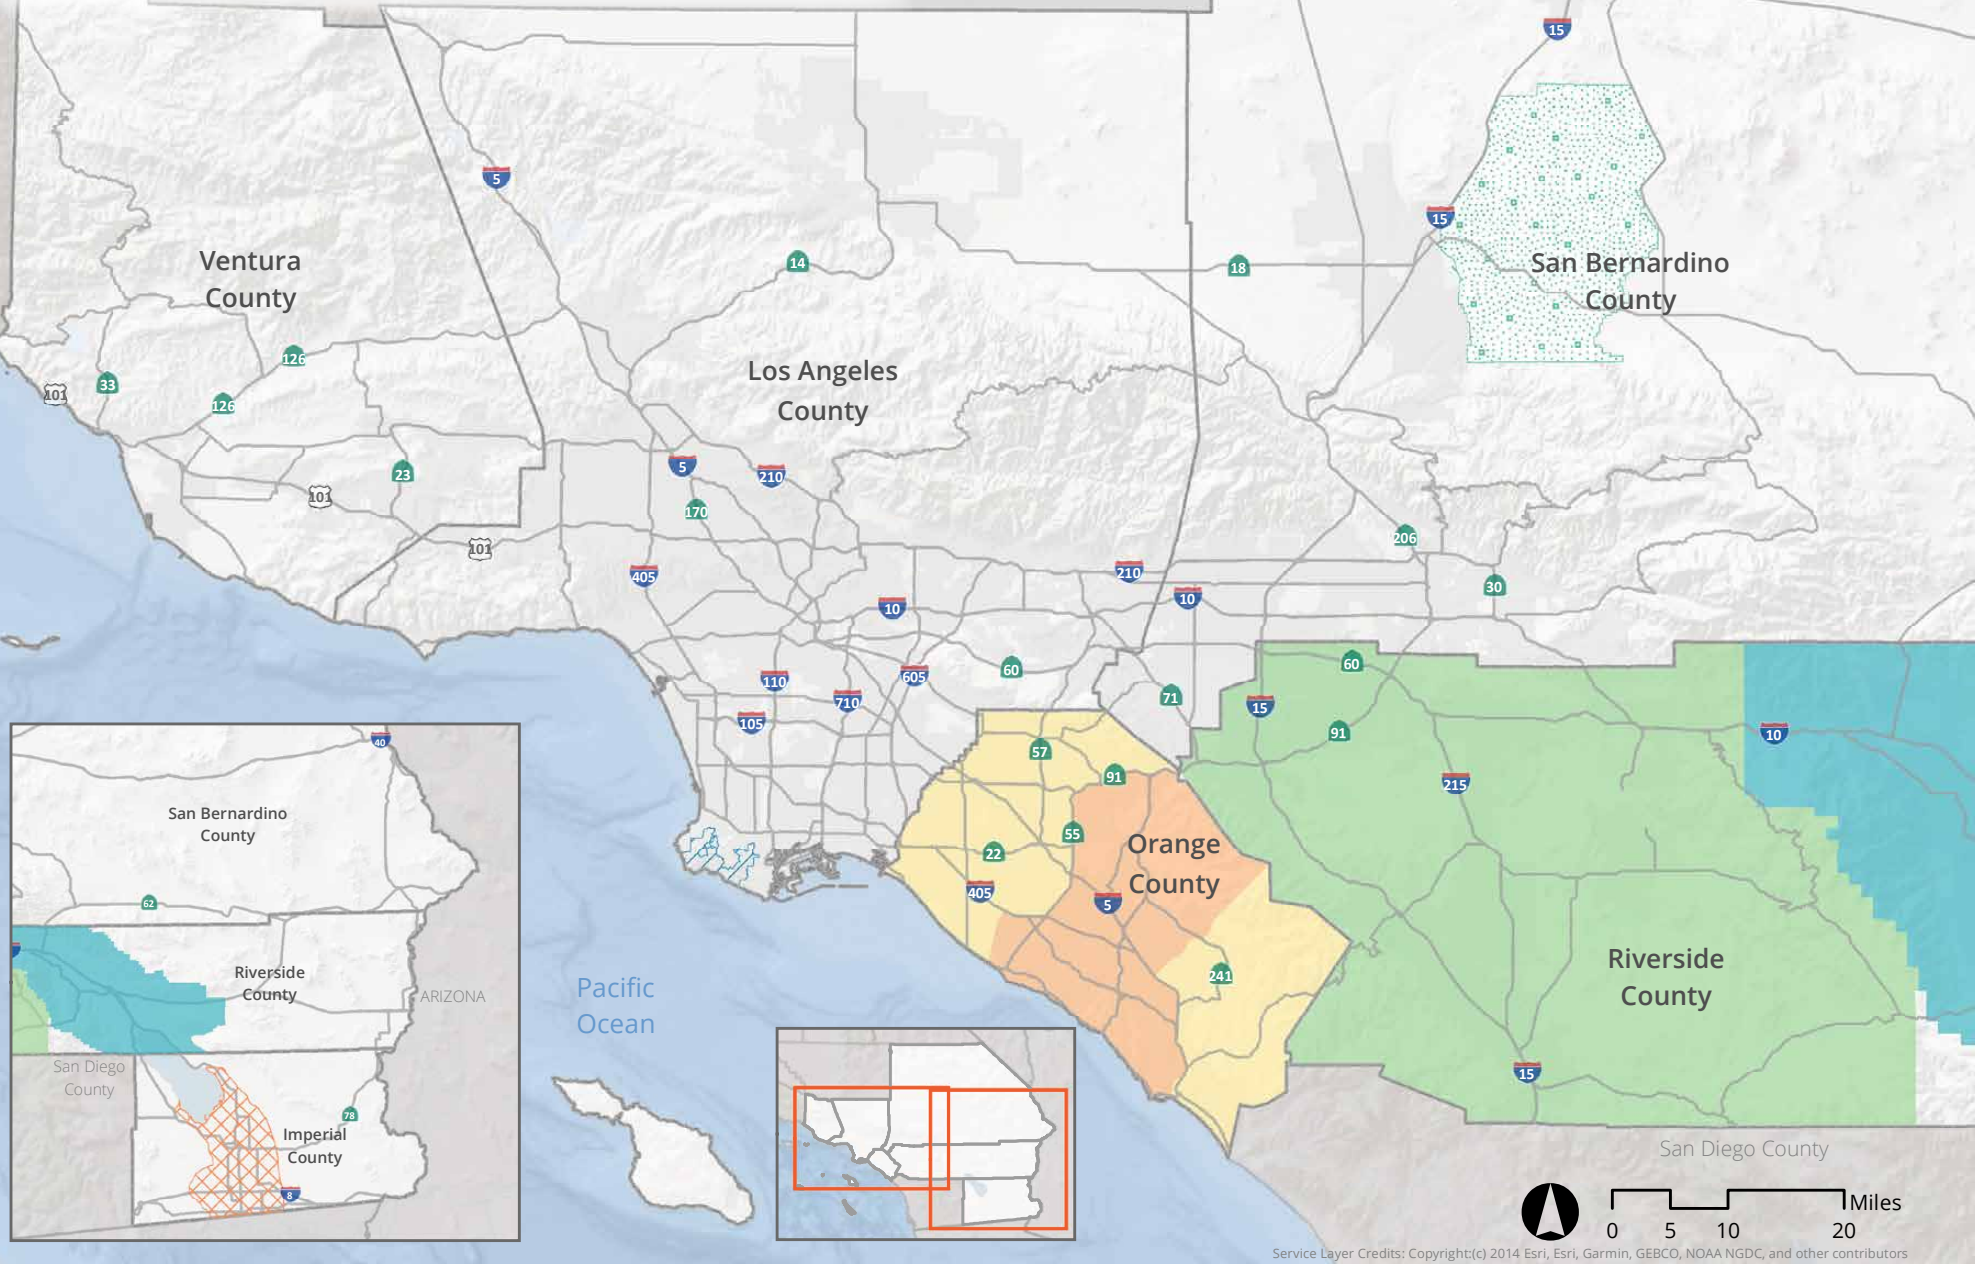 15
5
15
Ventura
County
14
18
San Bernardino
County
126
Los Angeles
County
33
101
126
5
210
23
101
170
206
101
405
210
30
10
10
60
60
605
110
71
710
15
105
91
10
57
91
215
55
Orange
County
22
405
5
241
Riverside
County
40
San Bernardino
County
62
Riverside
County
ARIZONA
San Diego
County
78
Imperial
County
8
Pacific
Ocean
15
San Diego County
Miles
0 5 10 20
Service Layer Credits: Copyright:(c) 2014 Esri, Esri, Garmin, GEBCO, NOAA NGDC, and other contributors